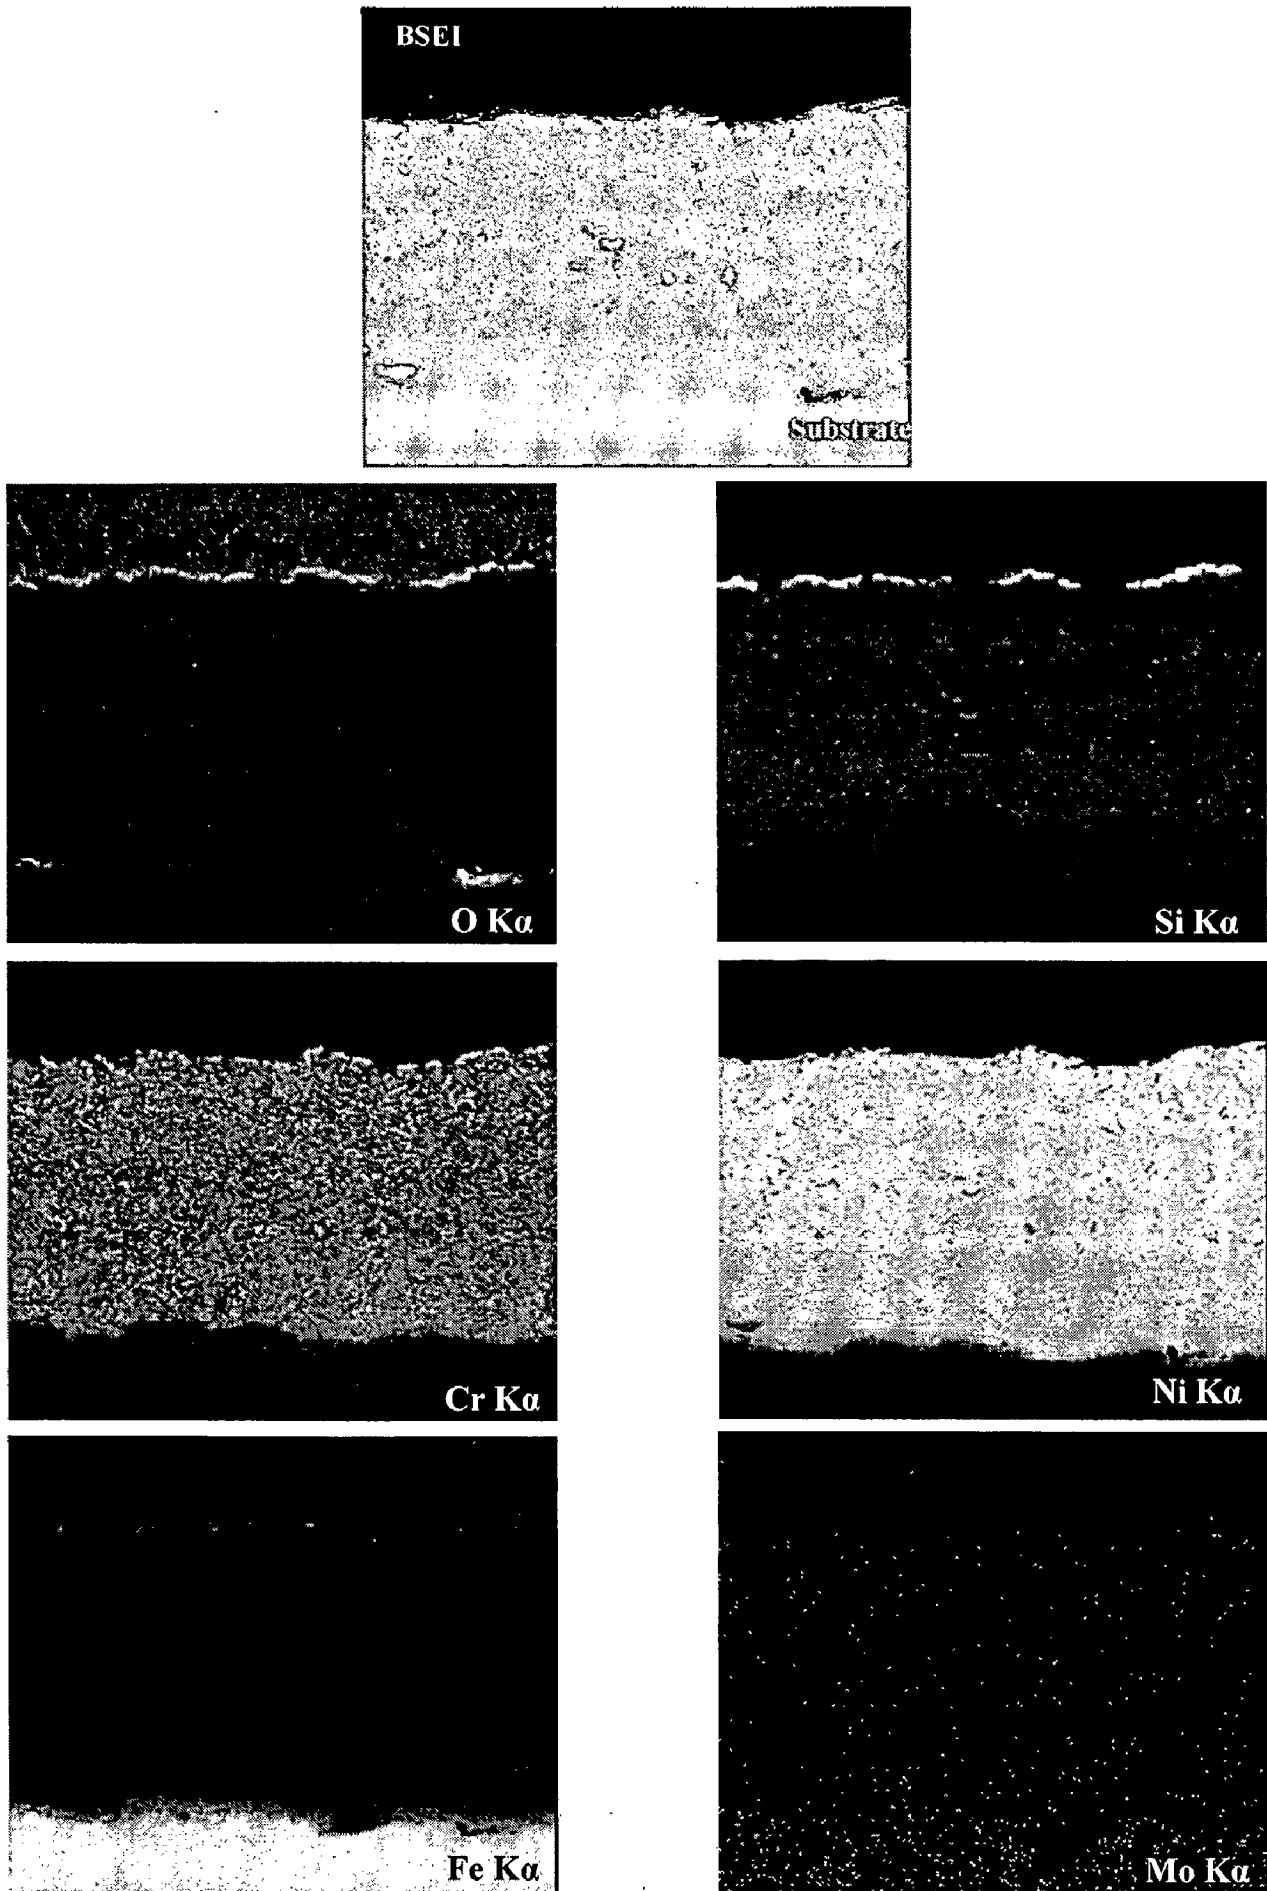 BSEI
Substrate
O Kα
Si Kα
Cr Kα
Ni Kα
Fe Kα
Mo Kα